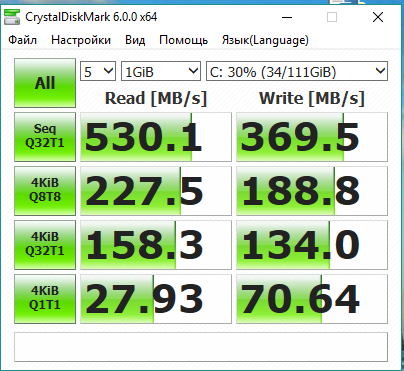 CrystalDiskMark 6.0.0 x64
Файл Настройки Вид Помощь Язык(Language)
All 5 1GiB C: 30% (34/111GiB)
Read [MB/s] Write [MB/s]
Seq Q32T1 530.1 369.5
4KiB Q8T8 227.5 188.8
4KiB Q32T1 158.3 134.0
4KiB Q1T1 27.93 70.64